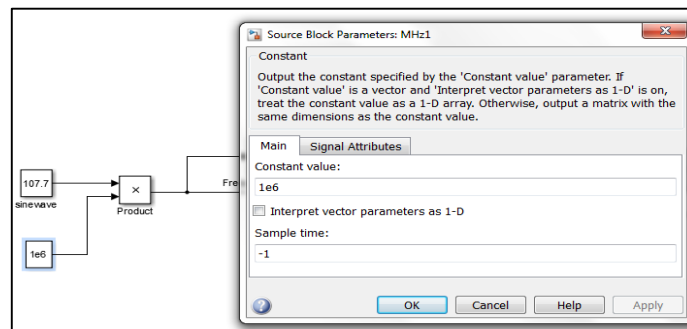 Source Block Parameters: MHz1
Constant
Output the constant specified by the 'Constant value' parameter. If
'Constant value' is a vector and 'Interpret vector parameters as 1-D' is on,
treat the constant value as a 1-D array. Otherwise, output a matrix with the
same dimensions as the constant value.
Main Signal Attributes
Constant value:
1e6
Interpret vector parameters as 1-D
Sample time:
-1
OK Cancel Help Apply
107.7
sinewave
×
Product
Fre
1e6